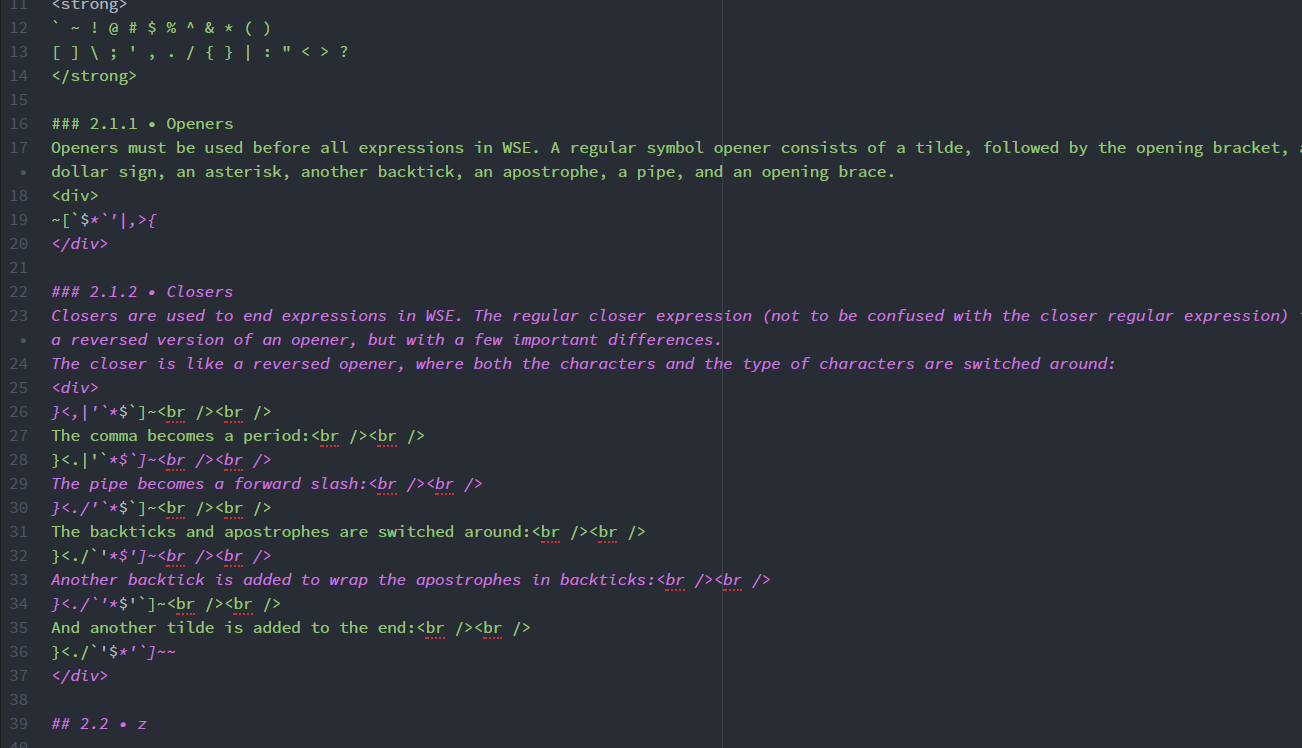 11 <strong>
12 ` ~ ! @ # $ % ^ & * ( )
13 [ ] \ ; ' , . / { } | : " < > ?
14 </strong>
15
16 ### 2.1.1 • Openers
17 Openers must be used before all expressions in WSE. A regular symbol opener consists of a tilde, followed by the opening bracket,
• dollar sign, an asterisk, another backtick, an apostrophe, a pipe, and an opening brace.
18 <div>
19 ~[`$*`'|,>{
20 </div>
21
22 ### 2.1.2 • Closers
23 Closers are used to end expressions in WSE. The regular closer expression (not to be confused with the closer regular expression)
• a reversed version of an opener, but with a few important differences.
24 The closer is like a reversed opener, where both the characters and the type of characters are switched around:
25 <div>
26 }<,|'`*$`]~<br /><br />
27 The comma becomes a period:<br /><br />
28 }<.|'`*$`]~<br /><br />
29 The pipe becomes a forward slash:<br /><br />
30 }<./'`*$`]~<br /><br />
31 The backticks and apostrophes are switched around:<br /><br />
32 }<./`'*$']~<br /><br />
33 Another backtick is added to wrap the apostrophes in backticks:<br /><br />
34 }<./`'*$'`]~<br /><br />
35 And another tilde is added to the end:<br /><br />
36 }<./`'$*'`]~~
37 </div>
38
39 ## 2.2 • z
40